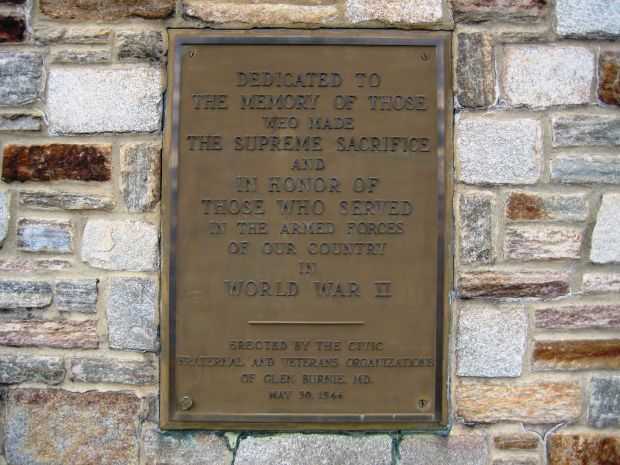 DEDICATED TO
THE MEMORY OF THOSE
WHO MADE
THE SUPREME SACRIFICE
AND
IN HONOR OF
THOSE WHO SERVED
IN THE ARMED FORCES
OF OUR COUNTRY
IN
WORLD WAR II
ERECTED BY THE CIVIC
FRATERNAL AND VETERANS ORGANIZATIONS
OF GLEN BURNIE, MD.
MAY 30, 1944